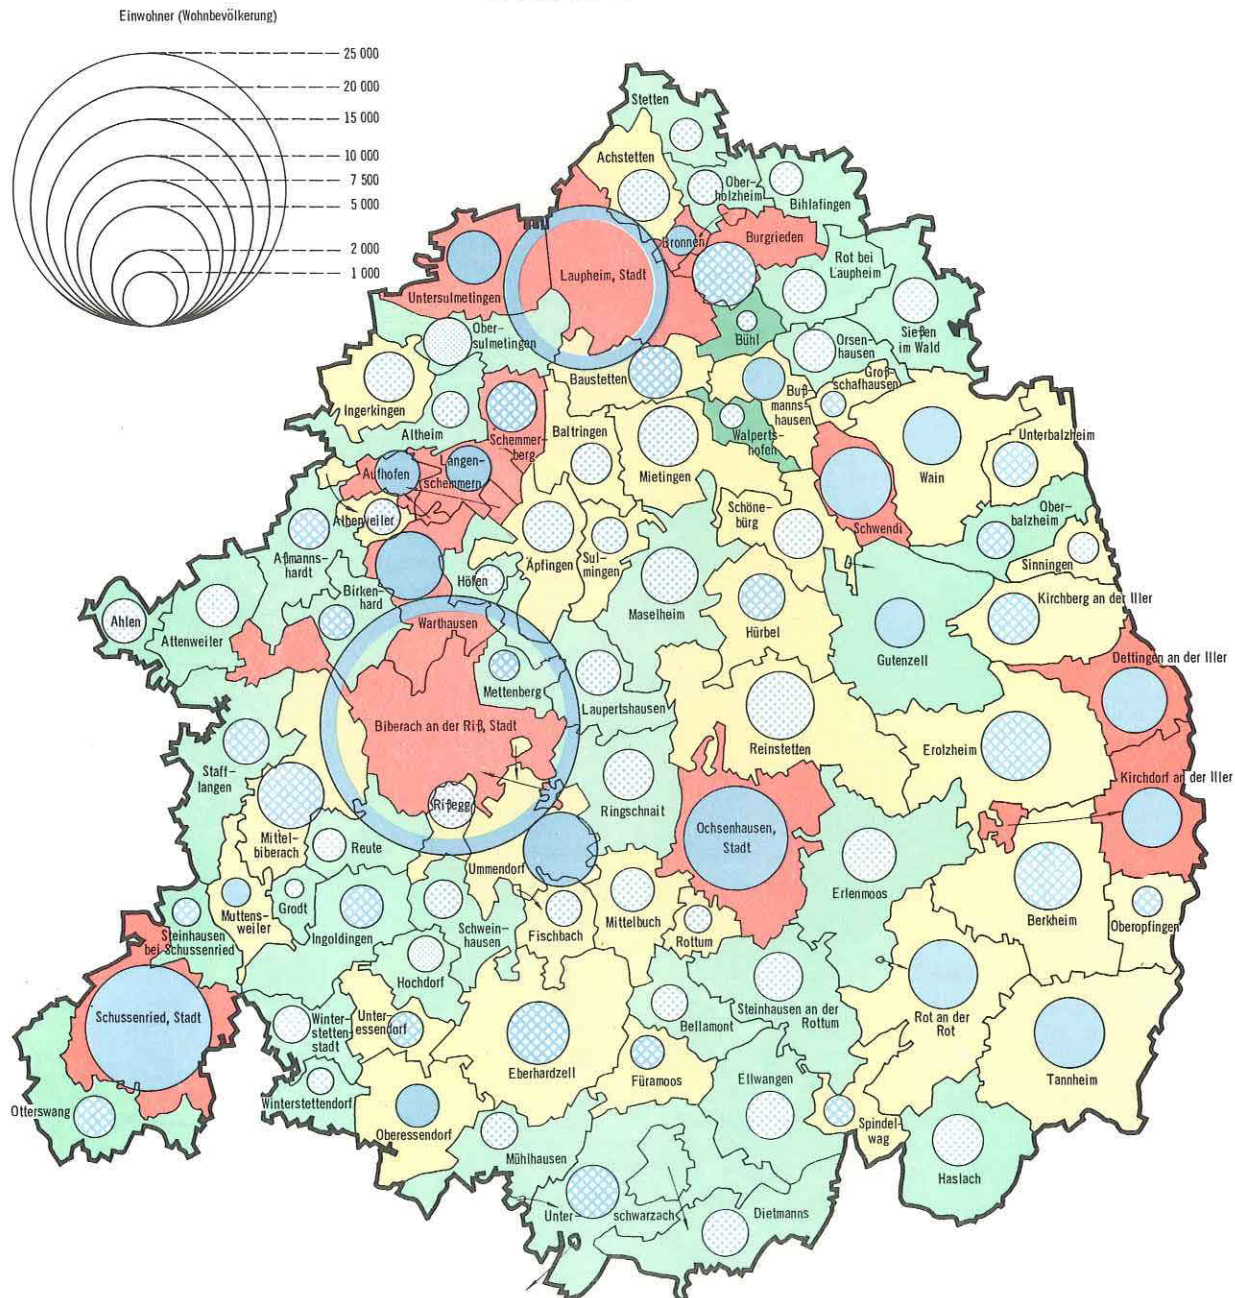 Einwohner (Wohnbevölkerung)
25 000
20 000
15 000
10 000
7 500
5 000
2 000
1 000
Stetten
Achstetten
Ober-
holzheim
Bihlafingen
Bronnen
Burgrieden
Laupheim, Stadt
Rot bei
Laupheim
Untersulmetingen
Ober-
sulmetingen
Bühl
Orsen-
hausen
Sießen
im Wald
Ingerkingen
Baustetten
Buß-
manns-
hausen
Groß-
schafhausen
Altheim
Schemmer-
berg
Baltringen
Walperts-
hofen
Mietingen
Wain
Unterbalzheim
Aufhofen
Langen-
schemmern
Schöne-
bürg
Schwendi
Ober-
balzheim
Alberweiler
Aßmanns-
hardt
Äpfingen
Sul-
mingen
Sinningen
Birken-
hard
Höfen
Maselheim
Hürbel
Kirchberg an der Iller
Ahlen
Attenweiler
Warthausen
Gutenzell
Dettingen an der Iller
Mettenberg
Laupertshausen
Biberach an der Riß, Stadt
Reinstetten
Erolzheim
Staff-
langen
Rißegg
Ringschnait
Kirchdorf an der Iller
Mittel-
biberach
Reute
Ochsenhausen,
Stadt
Ummendorf
Erlenmoos
Muttens-
weiler
Grodt
Ingoldingen
Schwein-
hausen
Fischbach
Mittelbuch
Rottum
Berkheim
Oberopfingen
Steinhausen
bei Schussenried
Hochdorf
Schussenried, Stadt
Winter-
stetten-
stadt
Unter-
essendorf
Bellamont
Steinhausen an der
Rottum
Rot an der
Rot
Eberhardzell
Füramoos
Ellwangen
Tannheim
Otterswang
Winterstettendorf
Oberessendorf
Spindel-
wag
Mühlhausen
Haslach
Unter-
schwarzach
Dietmanns